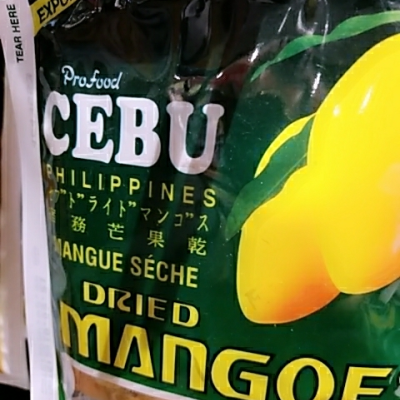 TEAR HERE
EXPO
Profood
CEBU
PHILIPPINES
ドライドマンゴース
務芒果乾
MANGUE SÉCHE
DRIED
MANGOES